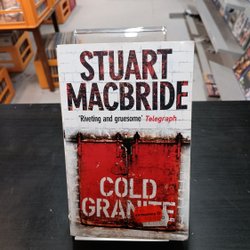 STUART
MACBRIDE
'Riveting and gruesome' Telegraph
COLD
GRANITE